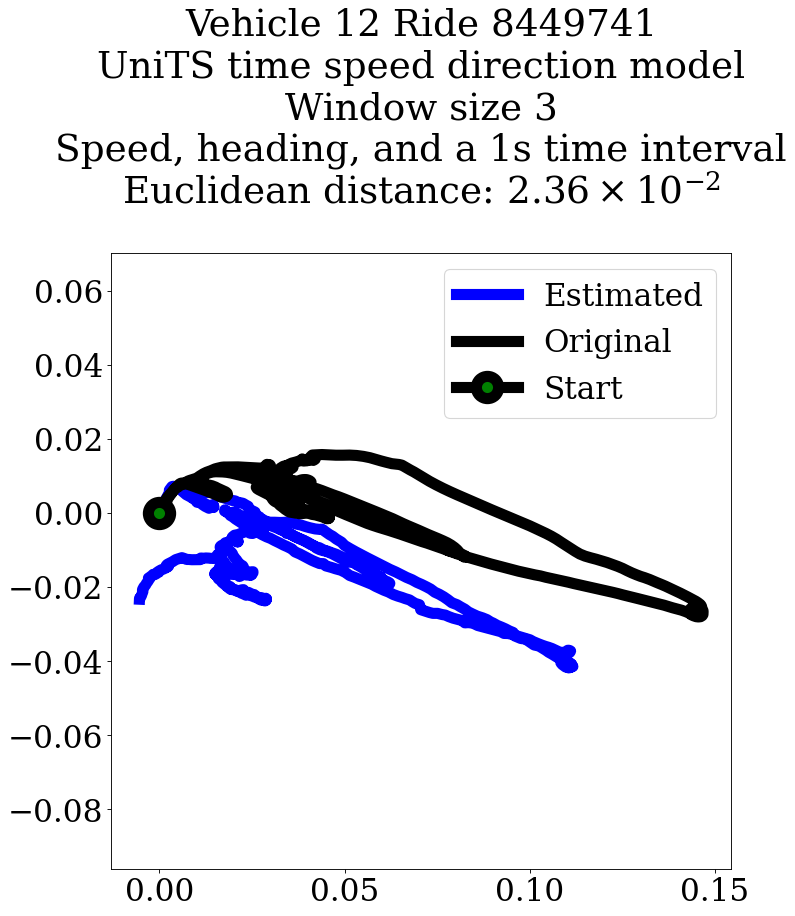 Vehicle 12 Ride 8449741
UniTS time speed direction model
Window size 3
Speed, heading, and a 1s time interval
Euclidean distance: 2.36 × 10⁻²
Estimated
Original
Start
0.06
0.04
0.02
0.00
−0.02
−0.04
−0.06
−0.08
0.00 0.05 0.10 0.15